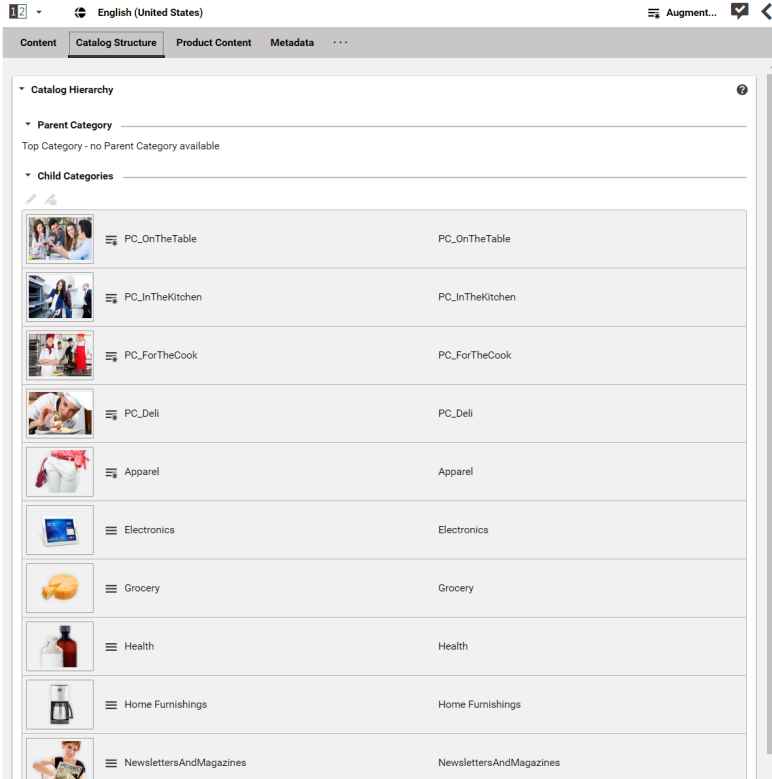 12 English (United States) Augment...
Content Catalog Structure Product Content Metadata ...
Catalog Hierarchy ?
Parent Category
Top Category - no Parent Category available
Child Categories
PC_OnTheTable PC_OnTheTable
PC_InTheKitchen PC_InTheKitchen
PC_ForTheCook PC_ForTheCook
PC_Deli PC_Deli
Apparel Apparel
Electronics Electronics
Grocery Grocery
Health Health
Home Furnishings Home Furnishings
NewslettersAndMagazines NewslettersAndMagazines